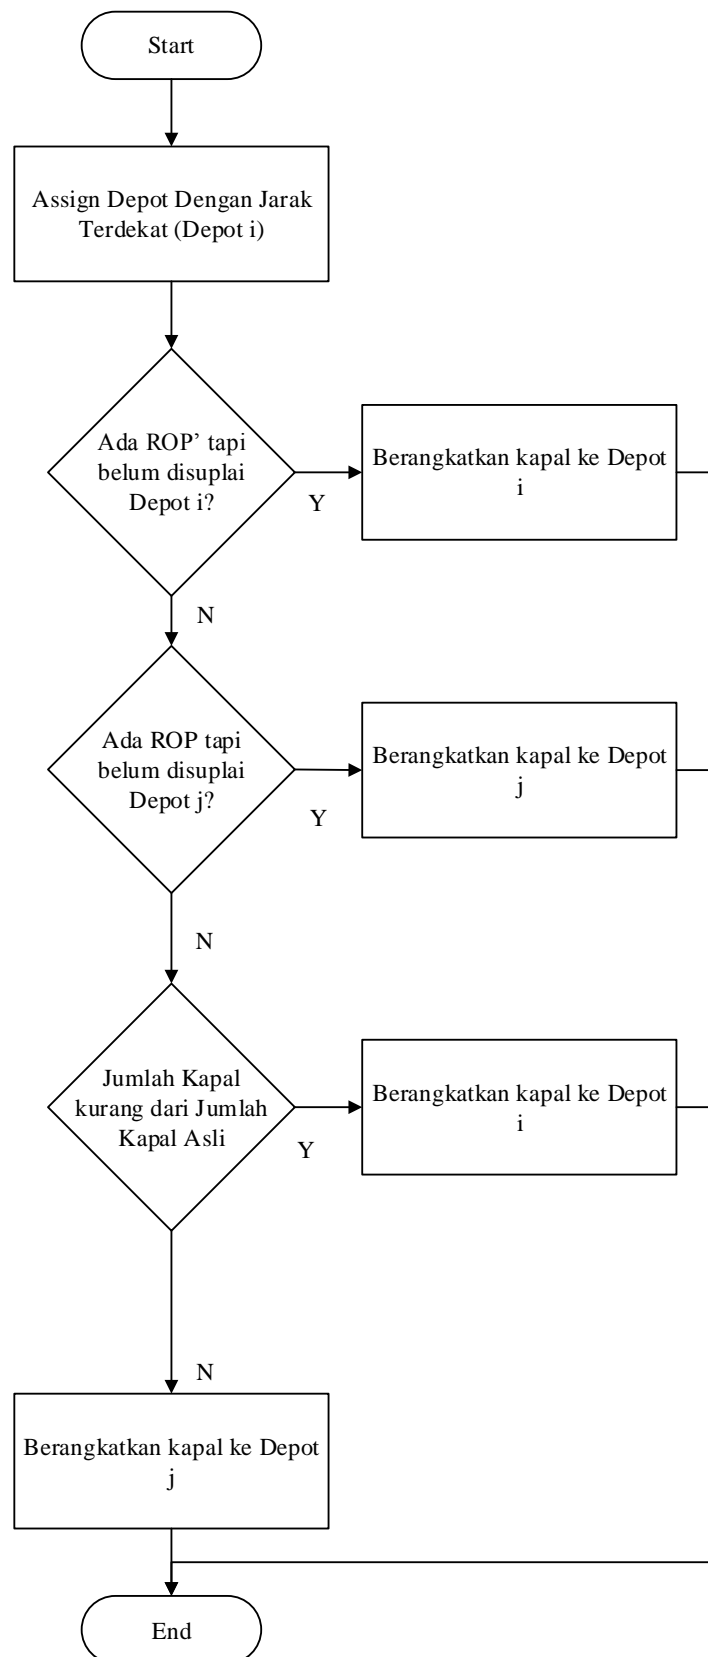 Start
Assign Depot Dengan Jarak
Terdekat (Depot i)
Ada ROP’ tapi
belum disuplai
Depot i?
Y
Berangkatkan kapal ke Depot
i
N
Ada ROP tapi
belum disuplai
Depot j?
Y
Berangkatkan kapal ke Depot
j
N
Jumlah Kapal
kurang dari Jumlah
Kapal Asli
Y
Berangkatkan kapal ke Depot
i
N
Berangkatkan kapal ke Depot
j
End